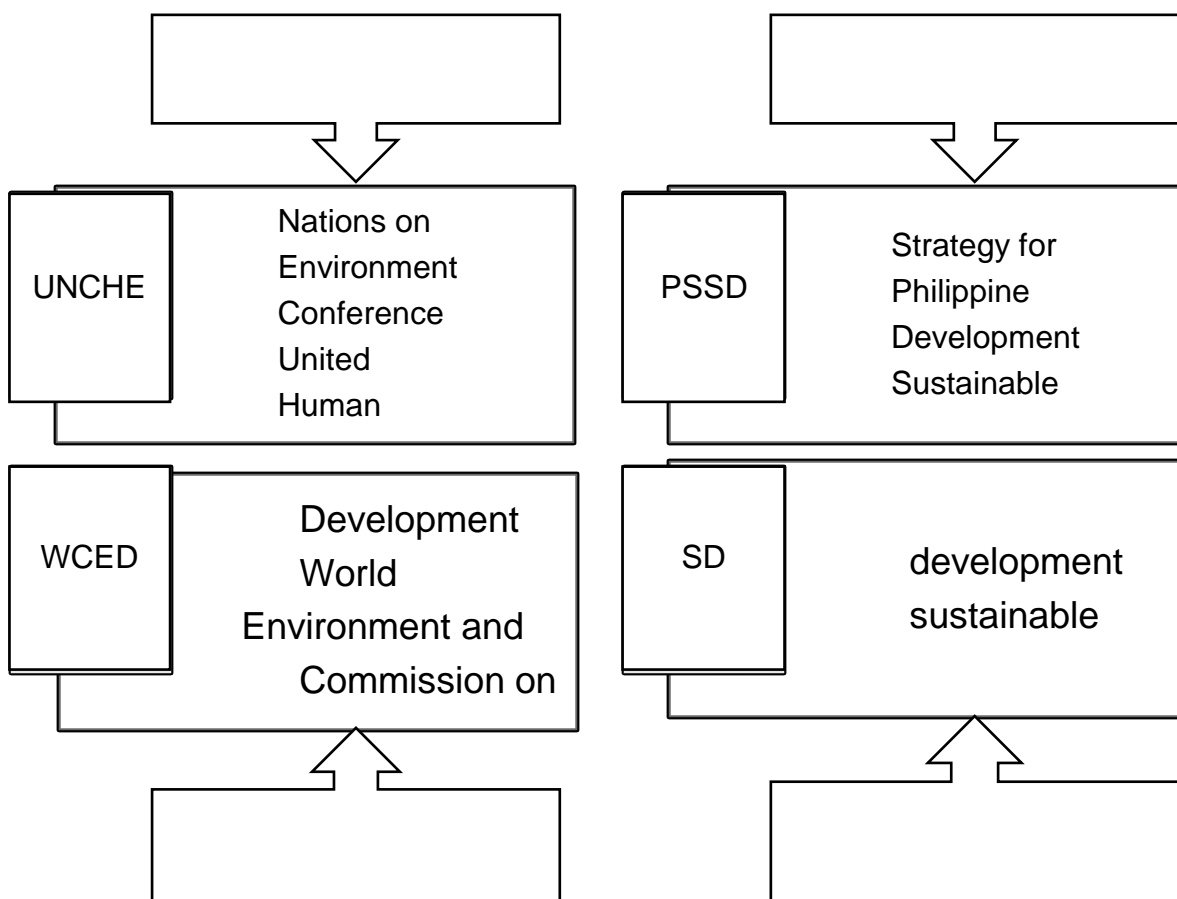 UNCHE
Nations on
Environment
Conference
United
Human
PSSD
Strategy for
Philippine
Development
Sustainable
WCED
Development
World
Environment and
Commission on
SD
development
sustainable